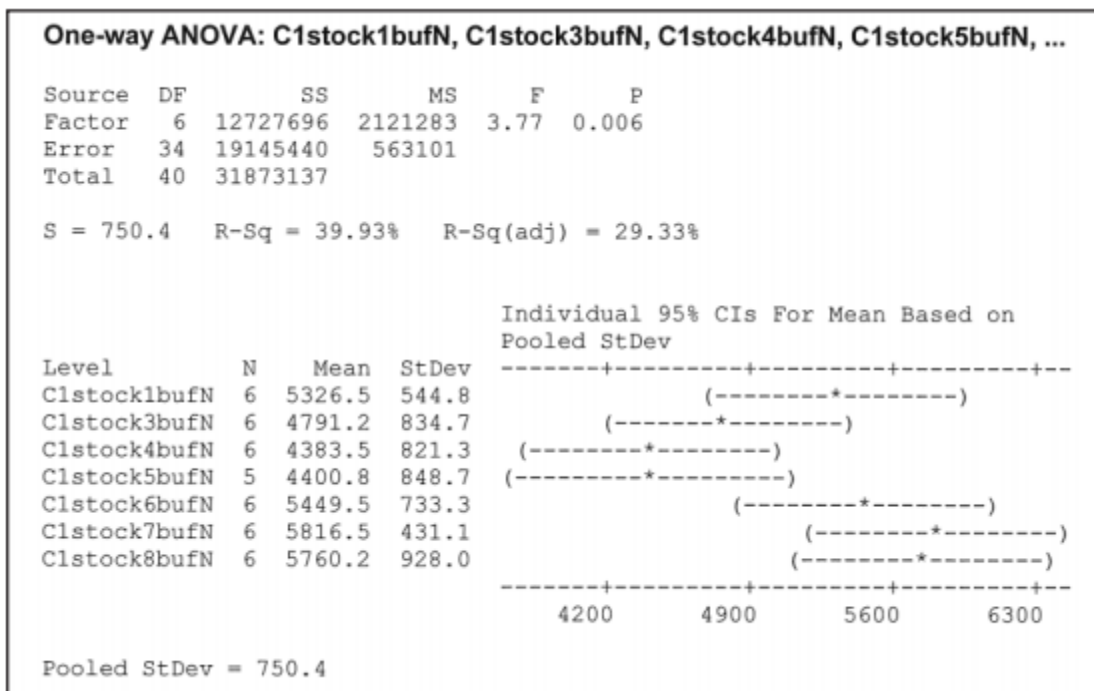 One-way ANOVA: C1stock1bufN, C1stock3bufN, C1stock4bufN, C1stock5bufN, ...
Source  DF        SS       MS     F      P
Factor   6  12727696  2121283  3.77  0.006
Error   34  19145440   563101
Total   40  31873137
S = 750.4   R-Sq = 39.93%   R-Sq(adj) = 29.33%
Individual 95% CIs For Mean Based on
Pooled StDev
Level         N    Mean  StDev  -------+---------+---------+---------+--
C1stock1bufN  6  5326.5  544.8                (--------*--------)
C1stock3bufN  6  4791.2  834.7         (-------*--------)
C1stock4bufN  6  4383.5  821.3   (--------*--------)
C1stock5bufN  5  4400.8  848.7  (---------*---------)
C1stock6bufN  6  5449.5  733.3                  (--------*--------)
C1stock7bufN  6  5816.5  431.1                       (--------*--------)
C1stock8bufN  6  5760.2  928.0                      (--------*--------)
-------+---------+---------+---------+--
4200      4900      5600      6300
Pooled StDev = 750.4